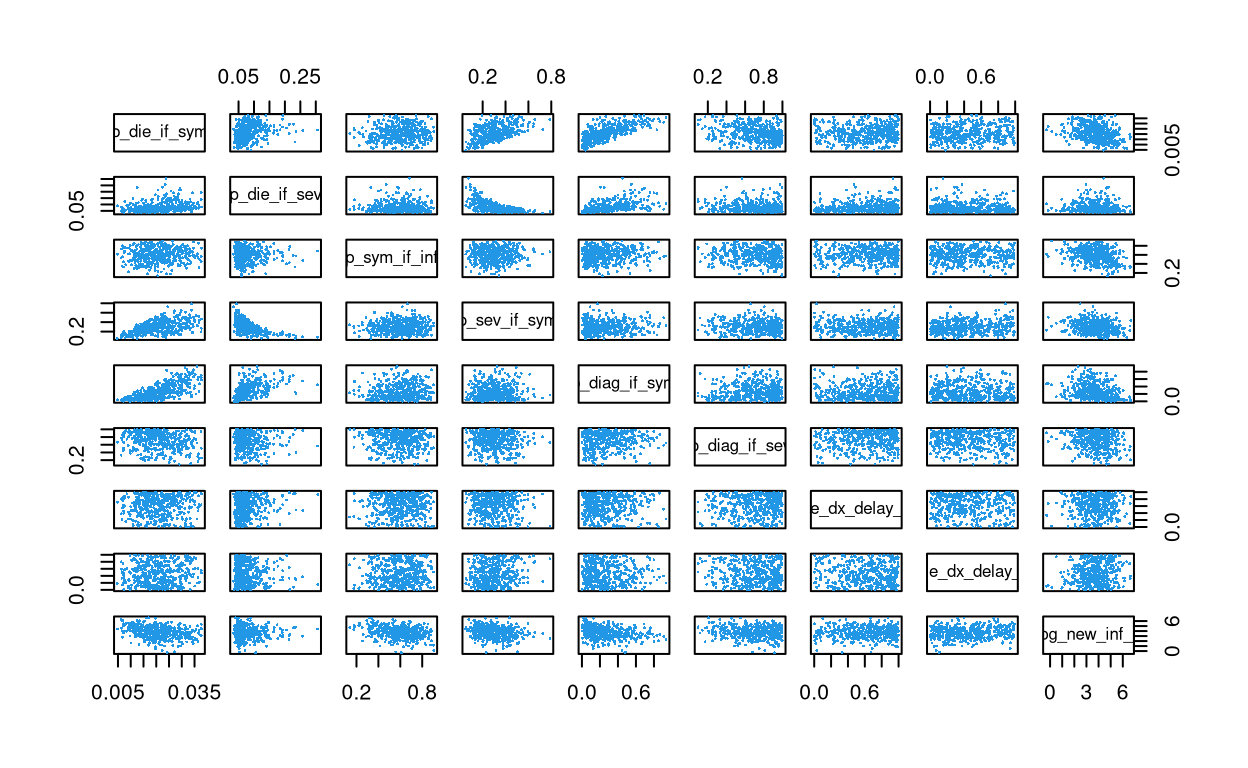 0.05 0.25 0.2 0.8 0.2 0.8 0.0 0.6
p_die_if_sym 0.005
0.05 p_die_if_sev
p_sym_if_inf 0.2
0.2 p_sev_if_sym
_diag_if_sym 0.0
0.2 p_diag_if_sev
e_dx_delay_ 0.0
0.0 e_dx_delay_
og_new_inf_ 0 6
0.005 0.035 0.2 0.8 0.0 0.6 0.0 0.6 0 3 6